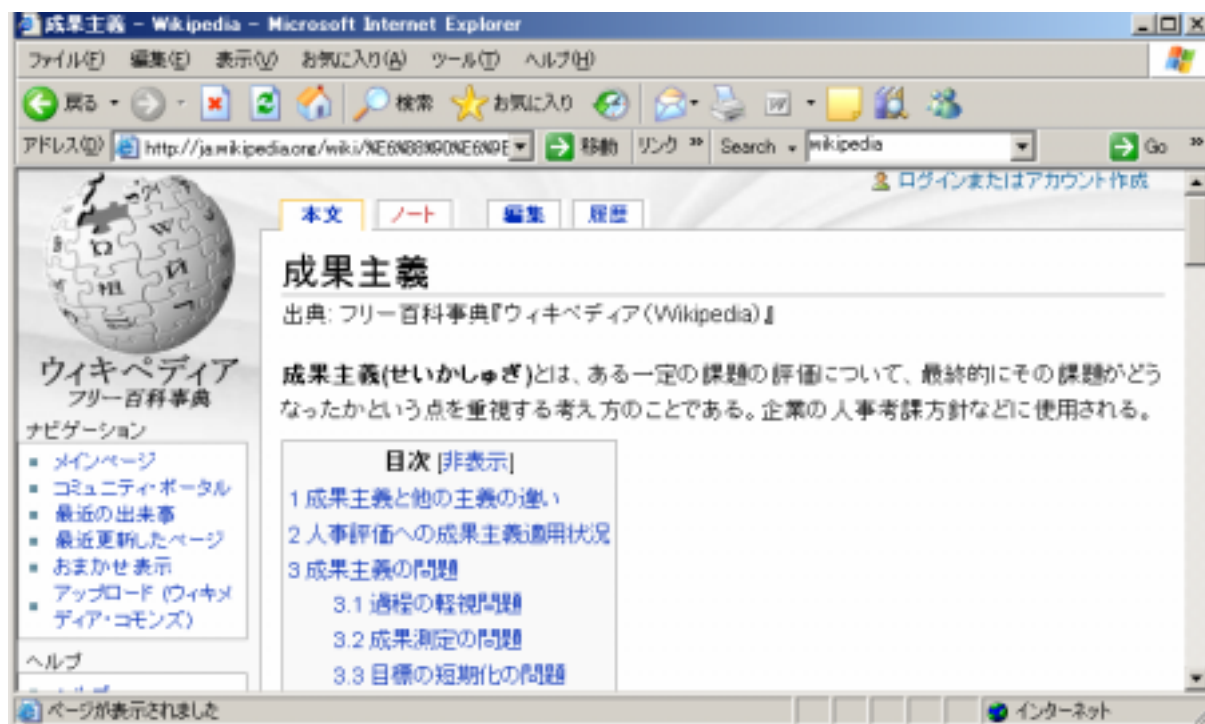 成果主義 - Wikipedia - Microsoft Internet Explorer
ファイル(F) 編集(E) 表示(V) お気に入り(A) ツール(T) ヘルプ(H)
戻る 検索 お気に入り
アドレス(D) http://ja.wikipedia.org/wiki/%E6%88%90%E6%9E 移動 リンク » Search wikipedia Go »
ログインまたはアカウント作成
本文 ノート 編集 履歴
成果主義
出典: フリー百科事典『ウィキペディア(Wikipedia)』
成果主義(せいかしゅぎ)とは、ある一定の課題の評価について、最終的にその課題がどう
なったかという点を重視する考え方のことである。企業の人事考課方針などに使用される。
目次 [非表示]
1 成果主義と他の主義の違い
2 人事評価への成果主義適用状況
3 成果主義の問題
3.1 過程の軽視問題
3.2 成果測定の問題
3.3 目標の短期化の問題
ウィキペディア
フリー百科事典
ナビゲーション
メインページ
コミュニティ・ポータル
最近の出来事
最近更新したページ
おまかせ表示
アップロード (ウィキメ
ディア・コモンズ)
ヘルプ
ページが表示されました インターネット